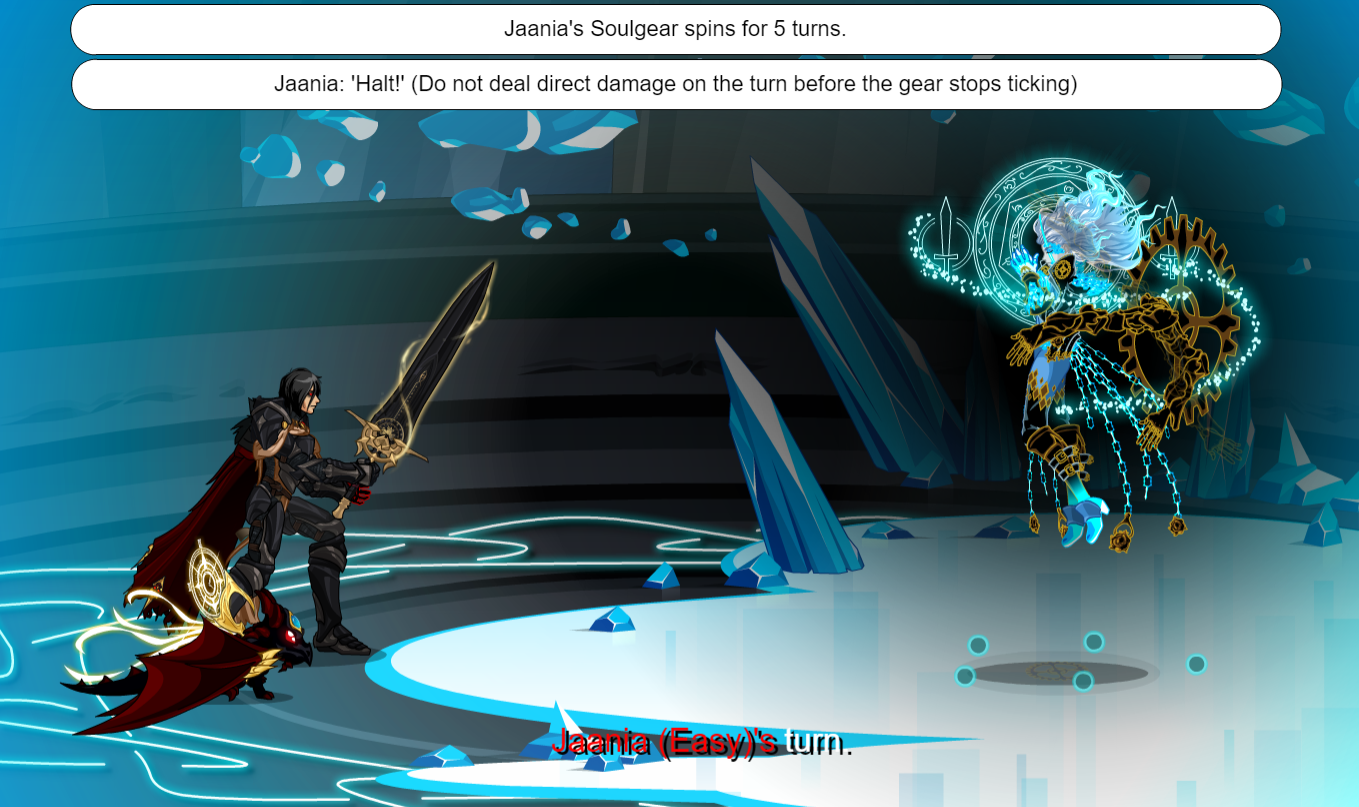 Jaania's Soulgear spins for 5 turns.
Jaania: 'Halt!' (Do not deal direct damage on the turn before the gear stops ticking)
Jaania (Easy)'s turn.